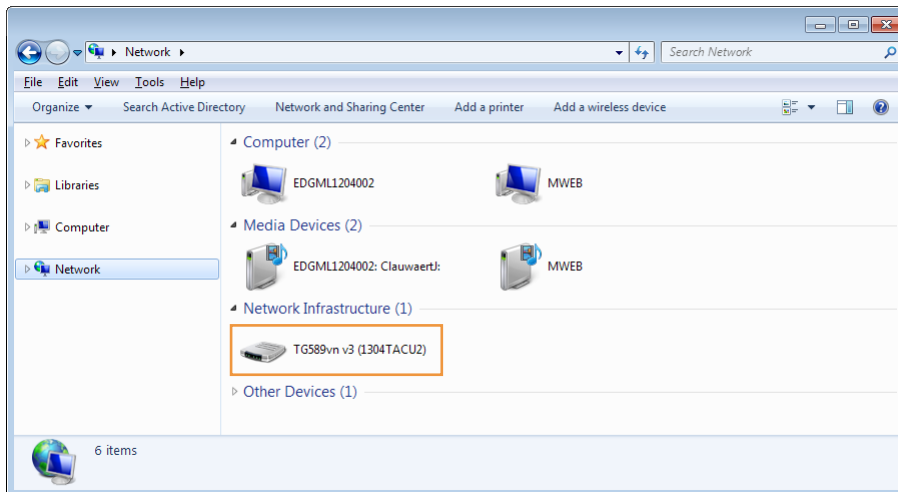 Network
Search Network
File Edit View Tools Help
Organize Search Active Directory Network and Sharing Center Add a printer Add a wireless device
Favorites
Libraries
Computer
Network
Computer (2)
EDGML1204002 MWEB
Media Devices (2)
EDGML1204002: ClauwaertJ: MWEB
Network Infrastructure (1)
TG589vn v3 (1304TACU2)
Other Devices (1)
6 items